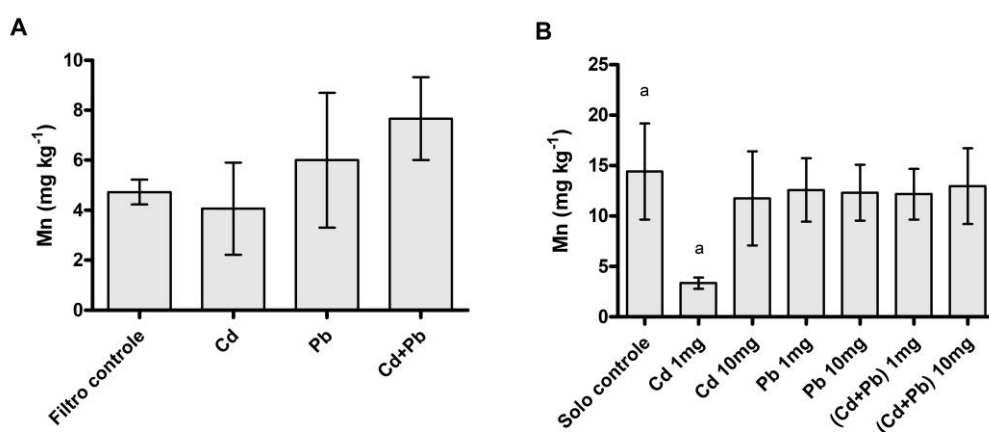 A
Mn (mg kg⁻¹)
10
8
6
4
2
0
Filtro controle
Cd
Pb
Cd+Pb
B
Mn (mg kg⁻¹)
25
20
15
10
5
0
a
a
Solo controle
Cd 1mg
Cd 10mg
Pb 1mg
Pb 10mg
(Cd+Pb) 1mg
(Cd+Pb) 10mg